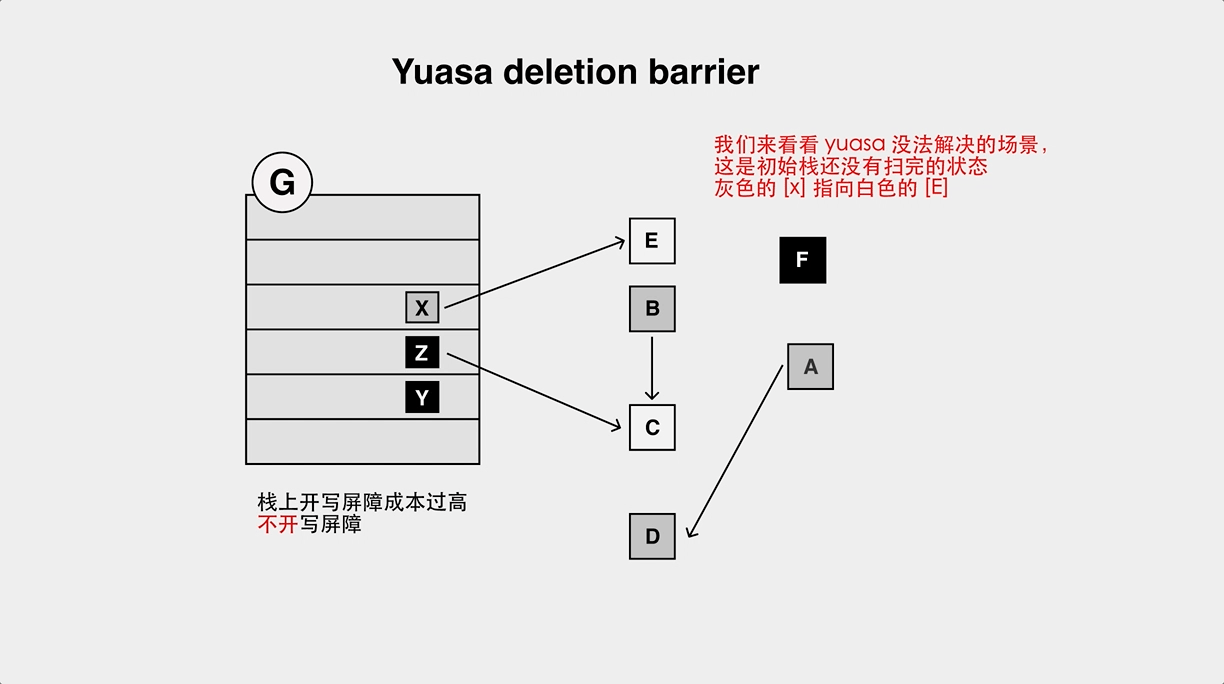 Yuasa deletion barrier
我们来看看 yuasa 没法解决的场景，
这是初始栈还没有扫完的状态
灰色的 [x] 指向白色的 [E]
G
E
F
X
B
Z
A
Y
C
栈上开写屏障成本过高
不开写屏障
D